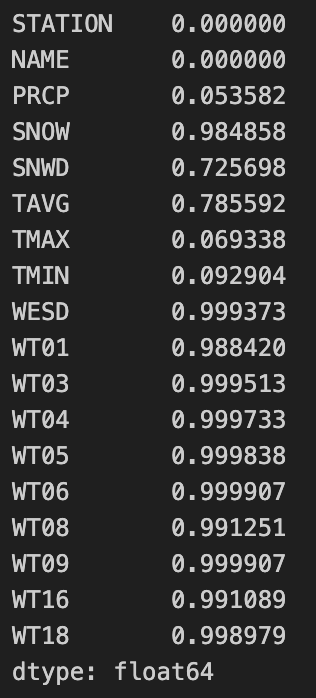 STATION    0.000000
NAME       0.000000
PRCP       0.053582
SNOW       0.984858
SNWD       0.725698
TAVG       0.785592
TMAX       0.069338
TMIN       0.092904
WESD       0.999373
WT01       0.988420
WT03       0.999513
WT04       0.999733
WT05       0.999838
WT06       0.999907
WT08       0.991251
WT09       0.999907
WT16       0.991089
WT18       0.998979
dtype: float64